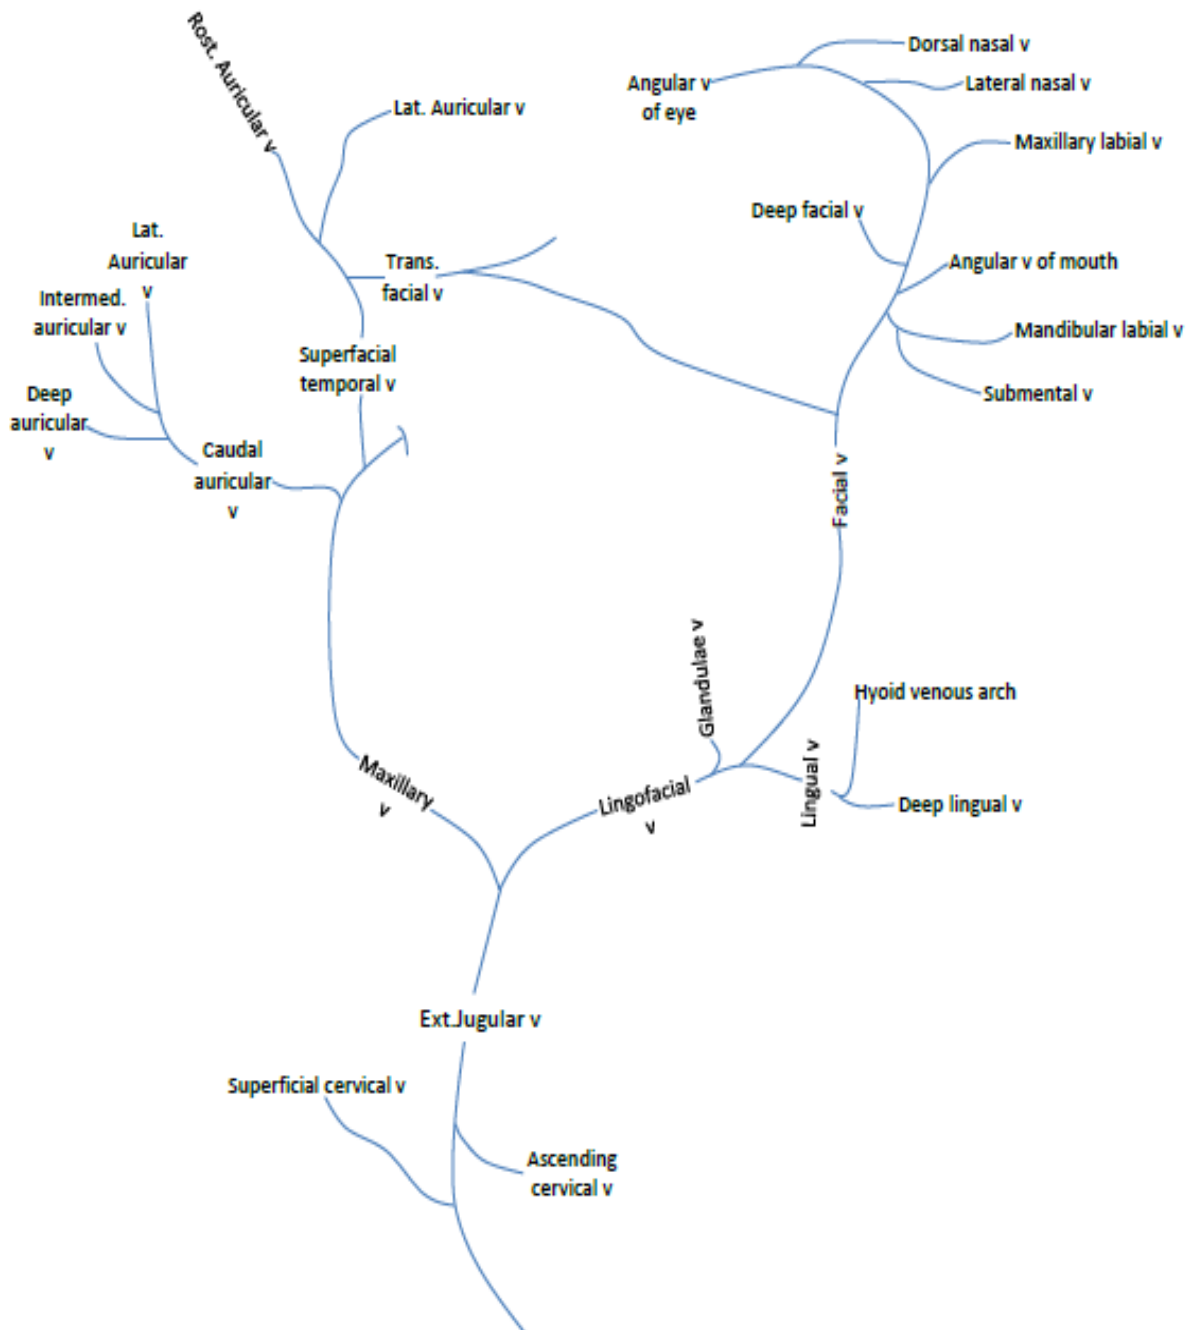 Rost. Auricular v
Dorsal nasal v
Angular v
of eye
Lateral nasal v
Lat. Auricular v
Maxillary labial v
Deep facial v
Lat.
Auricular
v
Trans.
facial v
Angular v of mouth
Intermed.
auricular v
Mandibular labial v
Superfacial
temporal v
Submental v
Deep
auricular
v
Caudal
auricular
v
Facial v
Glandulae v
Hyoid venous arch
Maxillary
v
Lingofacial
v
Lingual v
Deep lingual v
Ext.Jugular v
Superficial cervical v
Ascending
cervical v